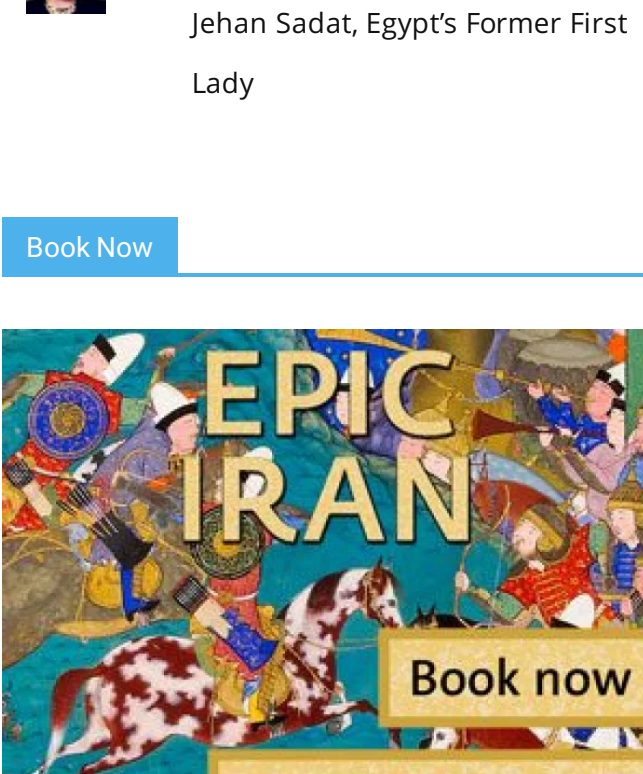 Jehan Sadat, Egypt’s Former First
Lady
Book Now
EPIC
IRAN
Book now